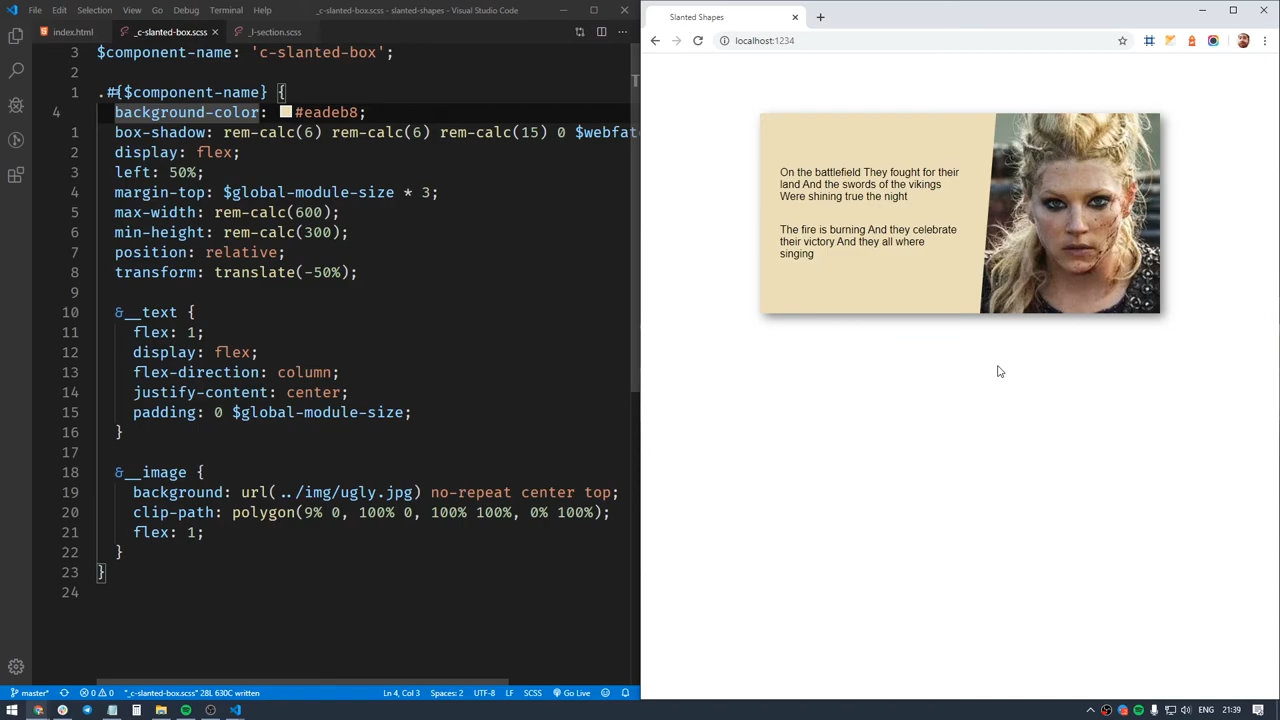 File Edit Selection View Go Debug Terminal Help _c-slanted-box.scss - slanted-shapes - Visual Studio Code
index.html _c-slanted-box.scss _l-section.scss
3 $component-name: 'c-slanted-box';
2
1 .#{$component-name} {
4 background-color: #eadeb8;
1 box-shadow: rem-calc(6) rem-calc(6) rem-calc(15) 0 $webfate
2 display: flex;
3 left: 50%;
4 margin-top: $global-module-size * 3;
5 max-width: rem-calc(600);
6 min-height: rem-calc(300);
7 position: relative;
8 transform: translate(-50%);
9
10 &__text {
11 flex: 1;
12 display: flex;
13 flex-direction: column;
14 justify-content: center;
15 padding: 0 $global-module-size;
16 }
17
18 &__image {
19 background: url(../img/ugly.jpg) no-repeat center top;
20 clip-path: polygon(9% 0, 100% 0, 100% 100%, 0% 100%);
21 flex: 1;
22 }
23 }
24
master* 0 0 "_c-slanted-box.scss" 28L 630C written Ln 4, Col 3 Spaces: 2 UTF-8 LF SCSS Go Live
Slanted Shapes
localhost:1234
On the battlefield They fought for their
land And the swords of the vikings
Were shining true the night
The fire is burning And they celebrate
their victory And they all where
singing
ENG 21:39